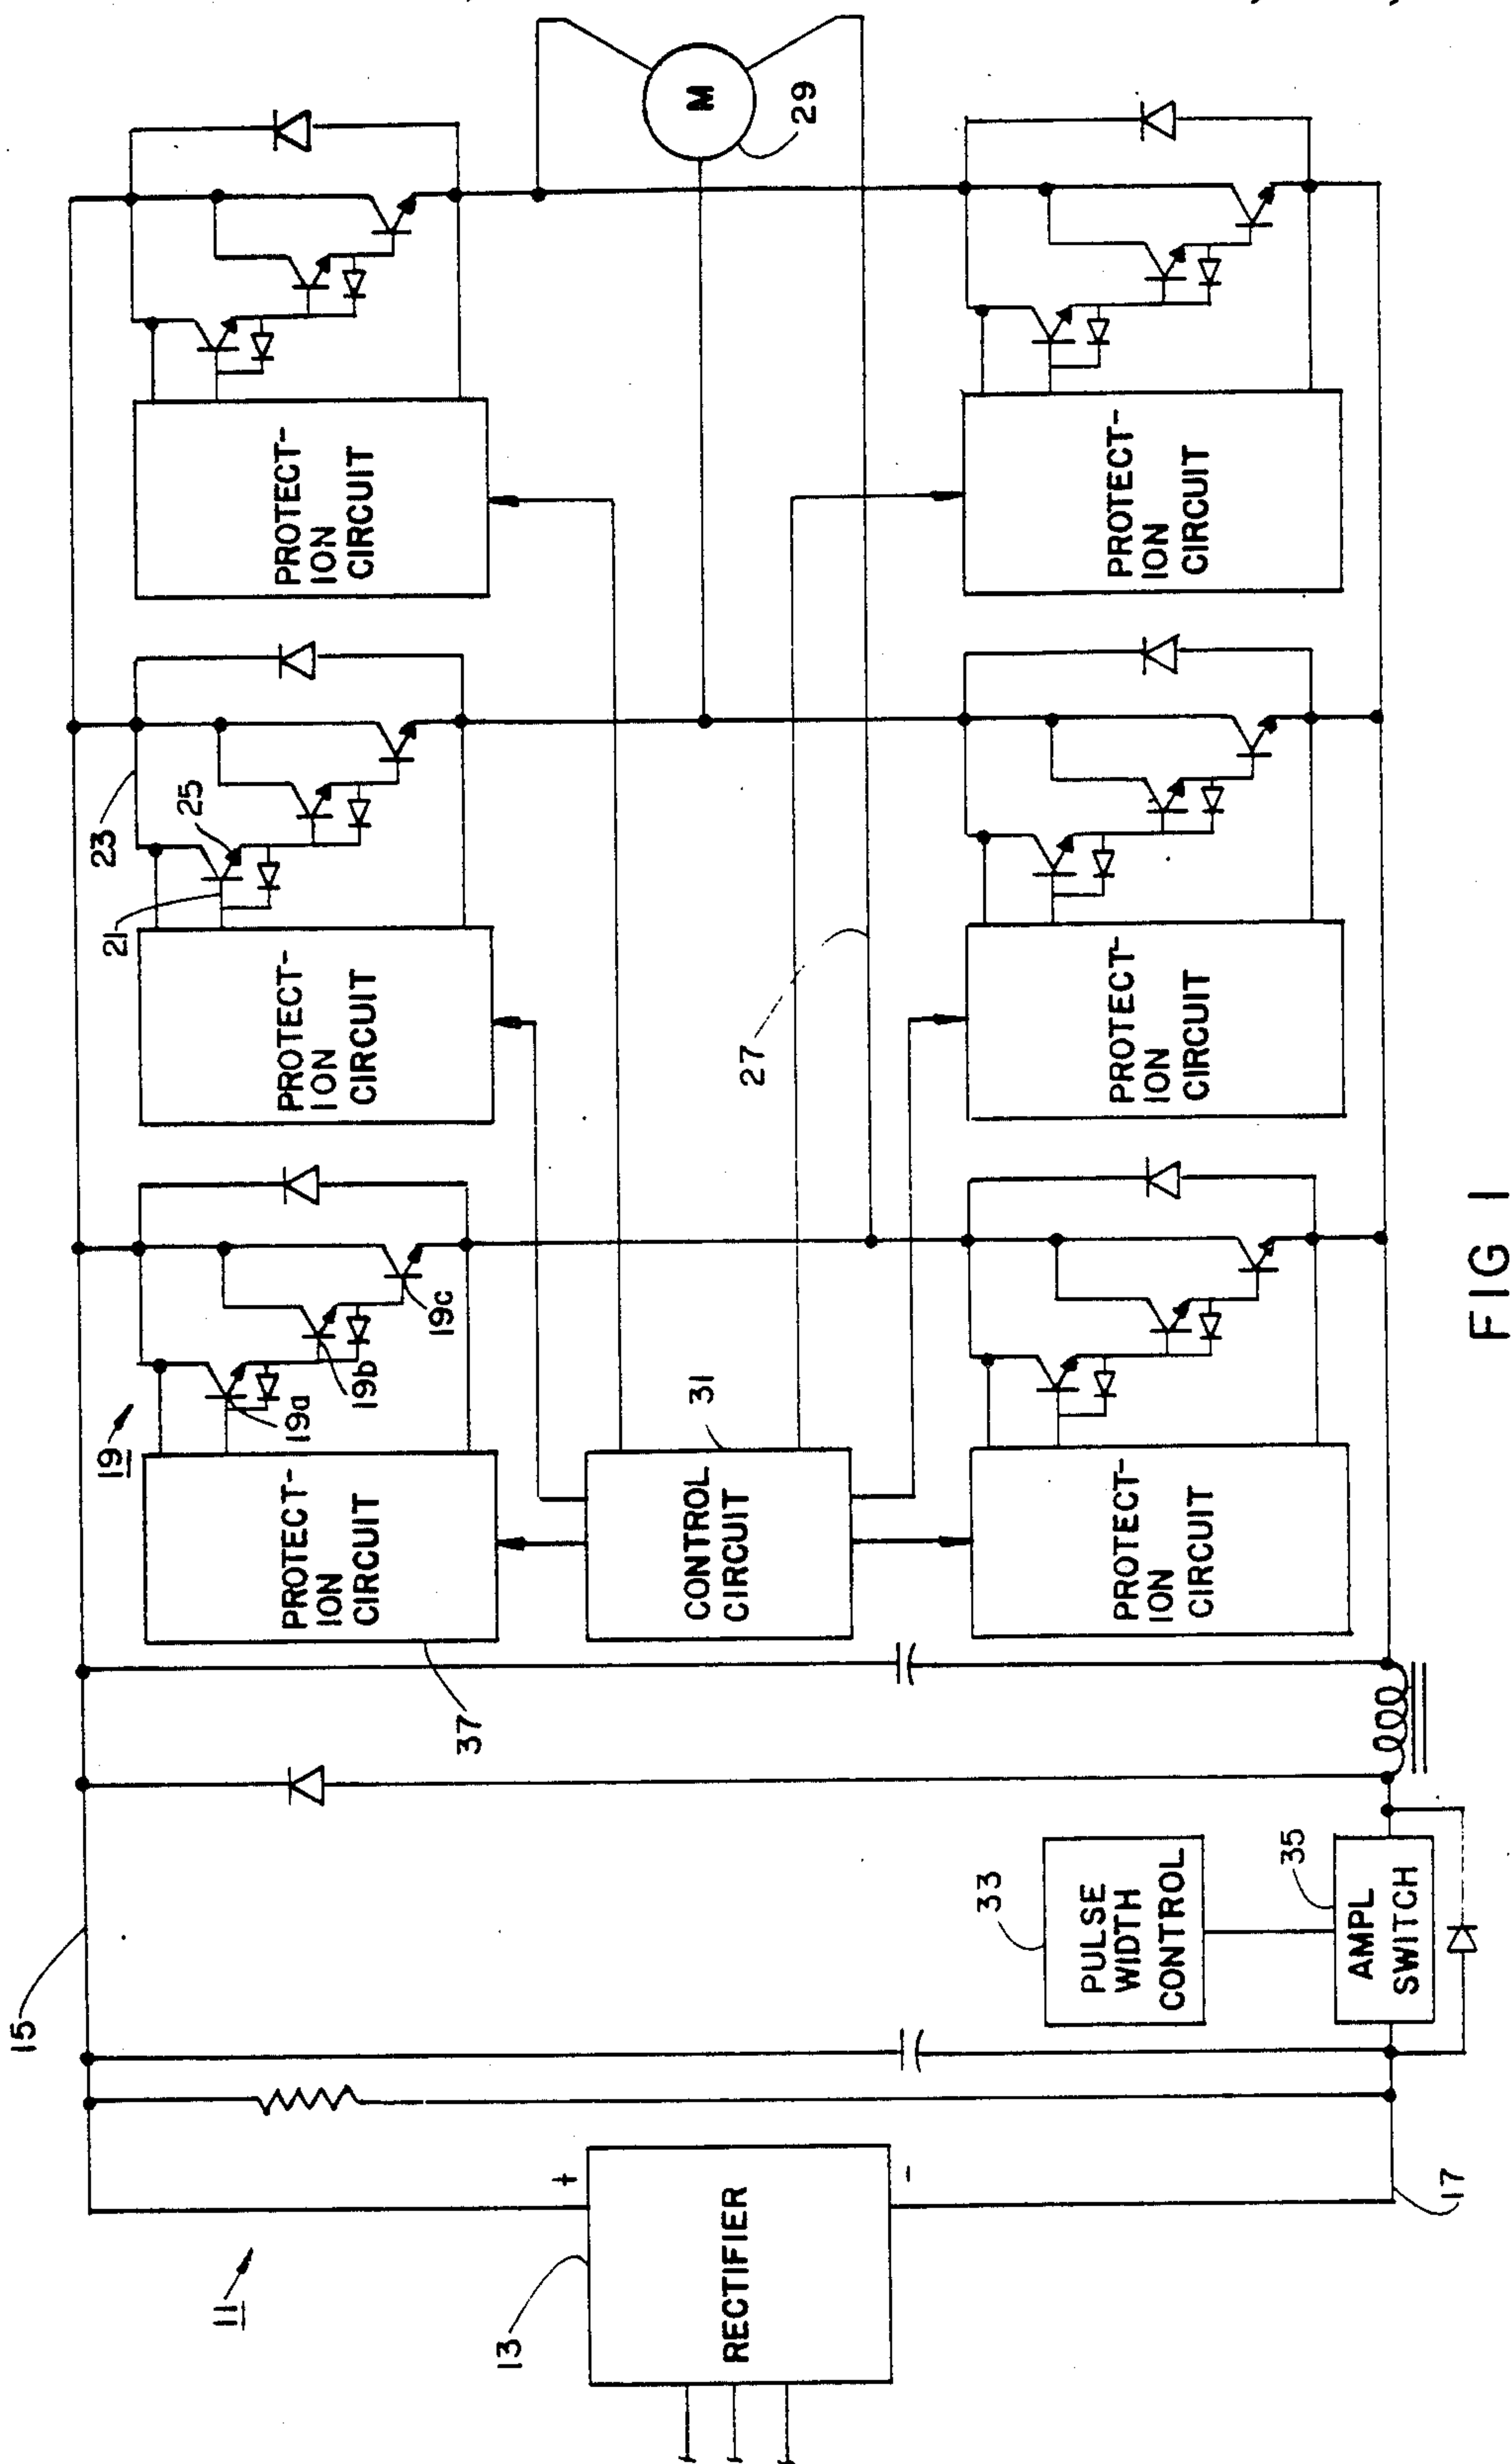 11
13
RECTIFIER
+
-
15
17
33
PULSE
WIDTH
CONTROL
35
AMPL
SWITCH
37
PROTECT-
ION
CIRCUIT
19
19a
19b
19c
31
CONTROL
CIRCUIT
PROTECT-
ION
CIRCUIT
PROTECT-
ION
CIRCUIT
21
23
25
27
PROTECT-
ION
CIRCUIT
PROTECT-
ION
CIRCUIT
PROTECT-
ION
CIRCUIT
M
29
FIG 1